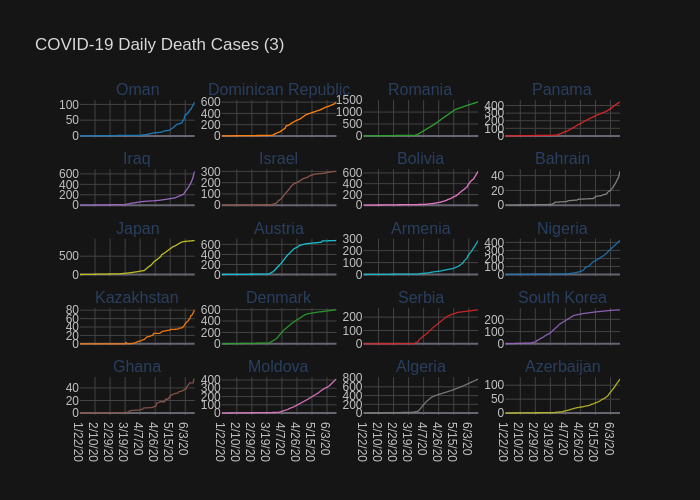 COVID-19 Daily Death Cases (3)
Oman Dominican Republic Romania Panama
100 50 0
600 400 200 0
1500 1000 500 0
400 300 200 100 0
Iraq Israel Bolivia Bahrain
600 400 200 0
300 200 100 0
600 400 200 0
40 20 0
Japan Austria Armenia Nigeria
500 0
600 400 200 0
300 200 100 0
400 300 200 100 0
Kazakhstan Denmark Serbia South Korea
80 60 40 20 0
600 400 200 0
200 100 0
200 100 0
Ghana Moldova Algeria Azerbaijan
40 20 0
400 300 200 100 0
800 600 400 200 0
100 50 0
1/22/20 2/10/20 2/29/20 3/19/20 4/7/20 4/26/20 5/15/20 6/3/20
1/22/20 2/10/20 2/29/20 3/19/20 4/7/20 4/26/20 5/15/20 6/3/20
1/22/20 2/10/20 2/29/20 3/19/20 4/7/20 4/26/20 5/15/20 6/3/20
1/22/20 2/10/20 2/29/20 3/19/20 4/7/20 4/26/20 5/15/20 6/3/20